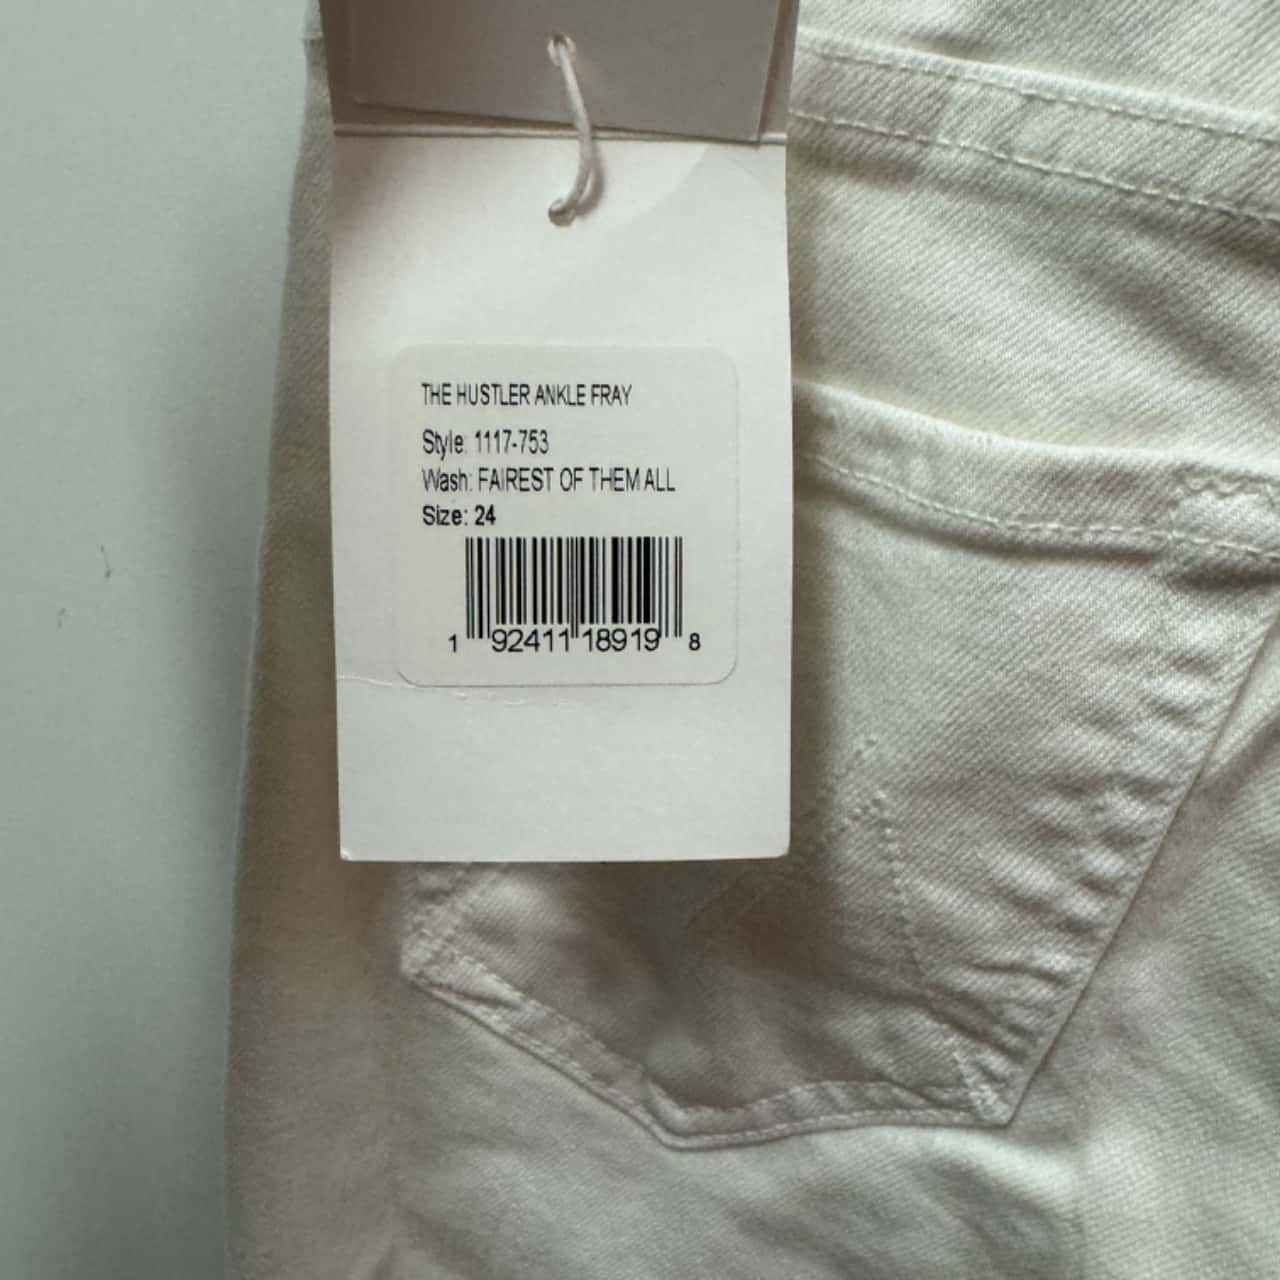 THE HUSTLER ANKLE FRAY
Style: 1117-753
Wash: FAIREST OF THEM ALL
Size: 24
1 92411 18919 8